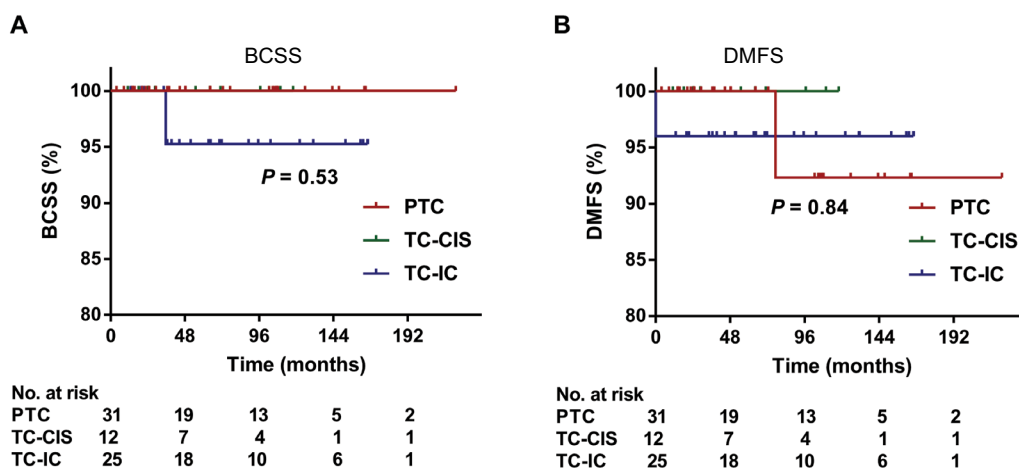 A
BCSS
100
95
90
85
80
BCSS (%)
P = 0.53
PTC
TC-CIS
TC-IC
0 48 96 144 192
Time (months)
No. at risk
PTC 31 19 13 5 2
TC-CIS 12 7 4 1 1
TC-IC 25 18 10 6 1
B
DMFS
100
95
90
85
80
DMFS (%)
P = 0.84
PTC
TC-CIS
TC-IC
0 48 96 144 192
Time (months)
No. at risk
PTC 31 19 13 5 2
TC-CIS 12 7 4 1 1
TC-IC 25 18 10 6 1